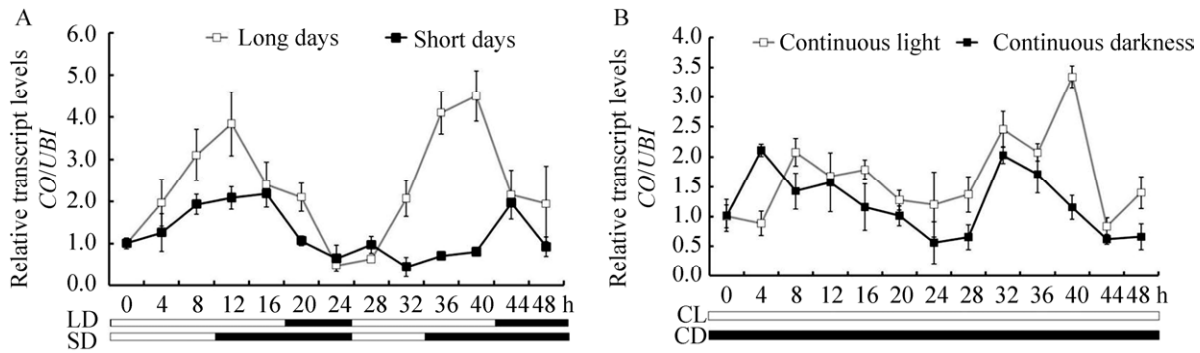 A
Relative transcript levels
CO/UBI
6.0
5.0
4.0
3.0
2.0
1.0
0.0
Long days
Short days
0 4 8 12 16 20 24 28 32 36 40 44 48 h
LD
SD
B
Relative transcript levels
CO/UBI
4.0
3.5
3.0
2.5
2.0
1.5
1.0
0.5
0.0
Continuous light
Continuous darkness
0 4 8 12 16 20 24 28 32 36 40 44 48 h
CL
CD